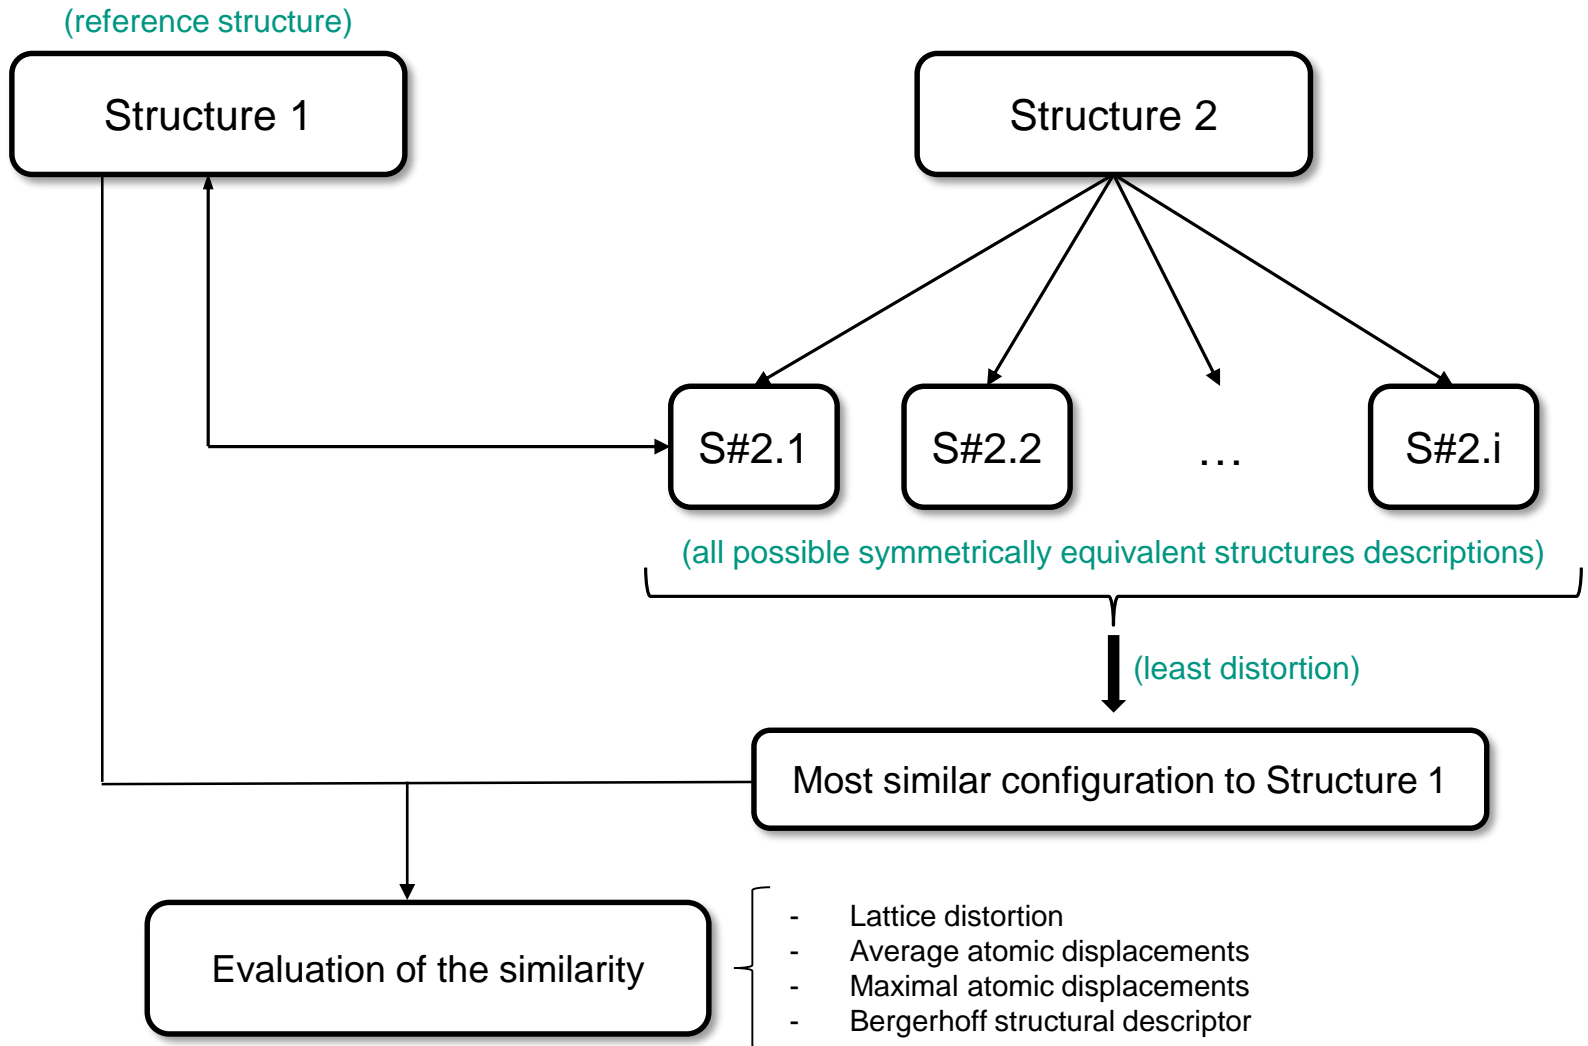 (reference structure)
Structure 1
Structure 2
S#2.1
S#2.2
...
S#2.i
(all possible symmetrically equivalent structures descriptions)
(least distortion)
Most similar configuration to Structure 1
Evaluation of the similarity
- Lattice distortion
- Average atomic displacements
- Maximal atomic displacements
- Bergerhoff structural descriptor